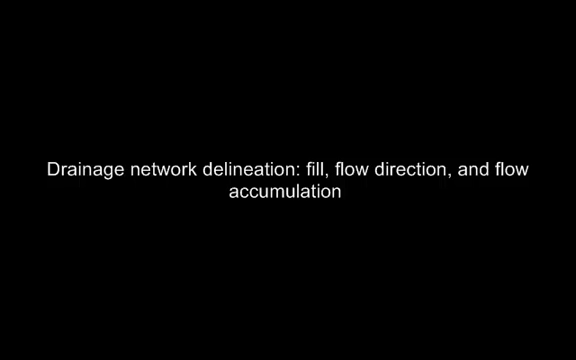 Drainage network delineation: fill, flow direction, and flow
accumulation